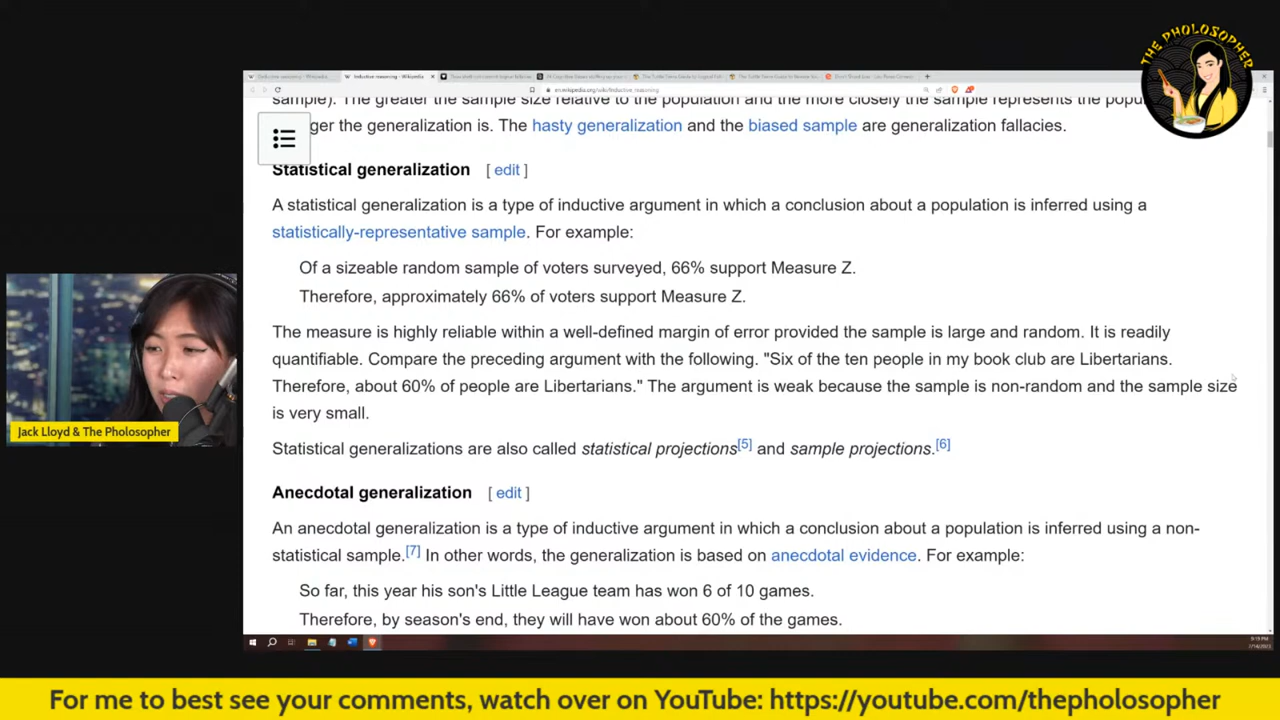 THE PHOLOSOPHER
Inductive reasoning - Wikipedia
en.wikipedia.org/wiki/Inductive_reasoning
sample). The greater the sample size relative to the population and the more closely the sample represents the
ger the generalization is. The hasty generalization and the biased sample are generalization fallacies.
Statistical generalization [ edit ]
A statistical generalization is a type of inductive argument in which a conclusion about a population is inferred using a
statistically-representative sample. For example:
Of a sizeable random sample of voters surveyed, 66% support Measure Z.
Therefore, approximately 66% of voters support Measure Z.
The measure is highly reliable within a well-defined margin of error provided the sample is large and random. It is readily
quantifiable. Compare the preceding argument with the following. "Six of the ten people in my book club are Libertarians.
Therefore, about 60% of people are Libertarians." The argument is weak because the sample is non-random and the sample size
is very small.
Statistical generalizations are also called statistical projections[5] and sample projections.[6]
Anecdotal generalization [ edit ]
An anecdotal generalization is a type of inductive argument in which a conclusion about a population is inferred using a non-
statistical sample.[7] In other words, the generalization is based on anecdotal evidence. For example:
So far, this year his son's Little League team has won 6 of 10 games.
Therefore, by season's end, they will have won about 60% of the games.
Jack Lloyd & The Pholosopher
For me to best see your comments, watch over on YouTube: https://youtube.com/thepholosopher